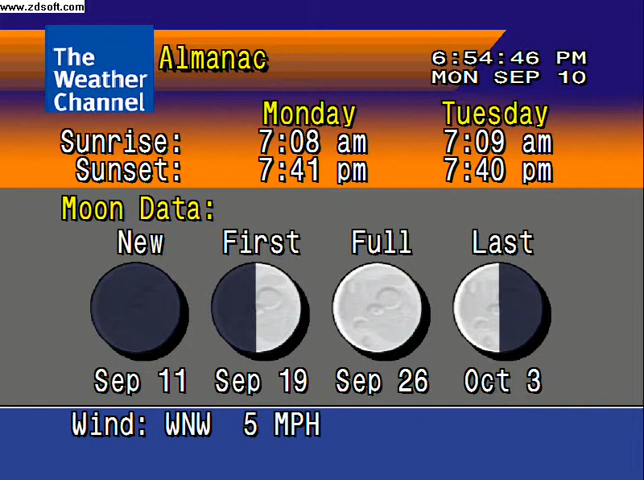 www.zdsoft.com
The
Weather
Channel
Almanac
6:54:46 PM
MON SEP 10
Monday Tuesday
Sunrise: 7:08 am 7:09 am
Sunset: 7:41 pm 7:40 pm
Moon Data:
New First Full Last
Sep 11 Sep 19 Sep 26 Oct 3
Wind: WNW 5 MPH